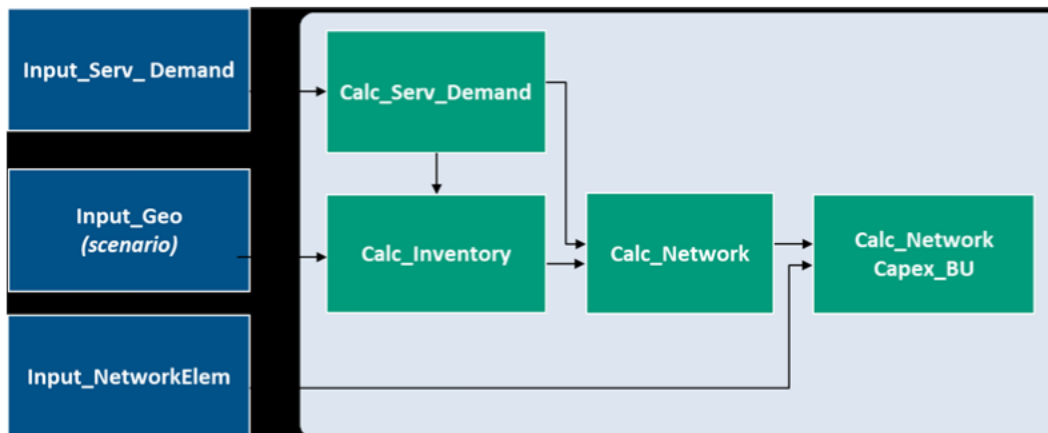 Input_Serv_ Demand
Calc_Serv_Demand
Input_Geo
(scenario)
Calc_Inventory
Calc_Network
Calc_Network
Capex_BU
Input_NetworkElem